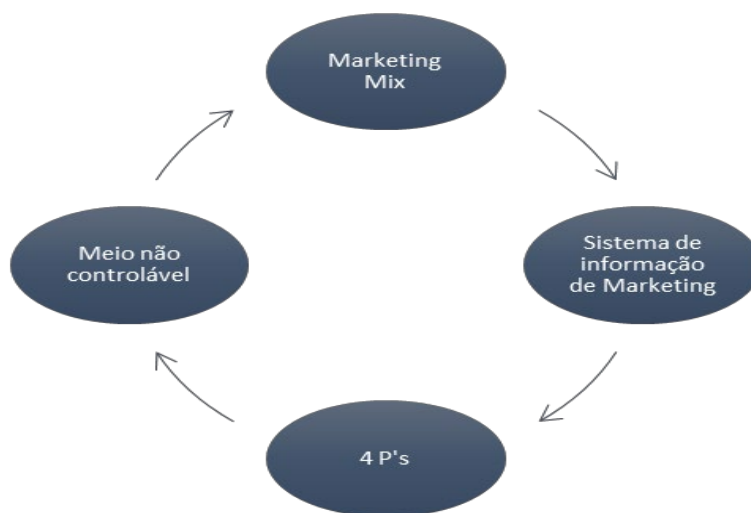 Marketing
Mix
Sistema de
informação
de Marketing
4 P's
Meio não
controlável